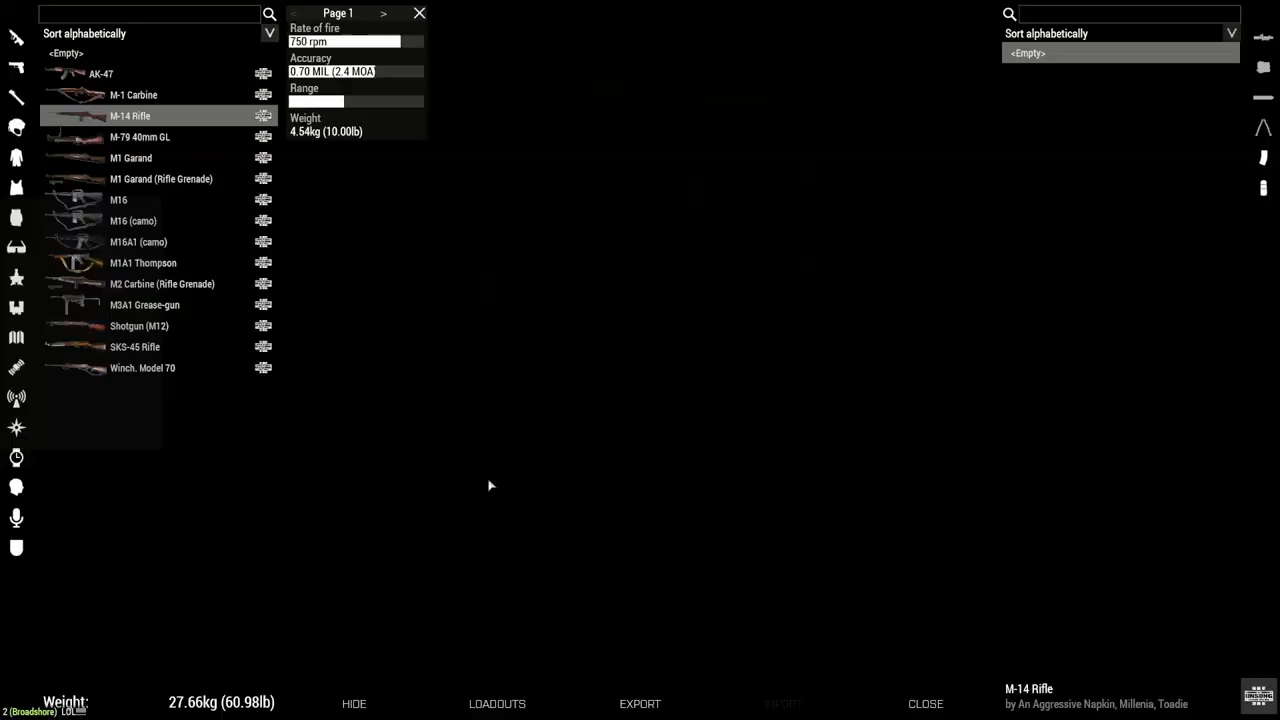 Sort alphabetically
V
<Empty>
AK-47
M-1 Carbine
M-14 Rifle
M-79 40mm GL
M1 Garand
M1 Garand (Rifle Grenade)
M16
M16 (camo)
M16A1 (camo)
M1A1 Thompson
M2 Carbine (Rifle Grenade)
M3A1 Grease-gun
Shotgun (M12)
SKS-45 Rifle
Winch. Model 70
< Page 1 >
Rate of fire
750 rpm
Accuracy
0.70 MIL (2.4 MOA)
Range
Weight
4.54kg (10.00lb)
Sort alphabetically
V
<Empty>
Weight:
27.66kg (60.98lb)
2 (Broadshore) LOL
HIDE
LOADOUTS
EXPORT
IMPORT
CLOSE
M-14 Rifle
by An Aggressive Napkin, Millenia, Toadie